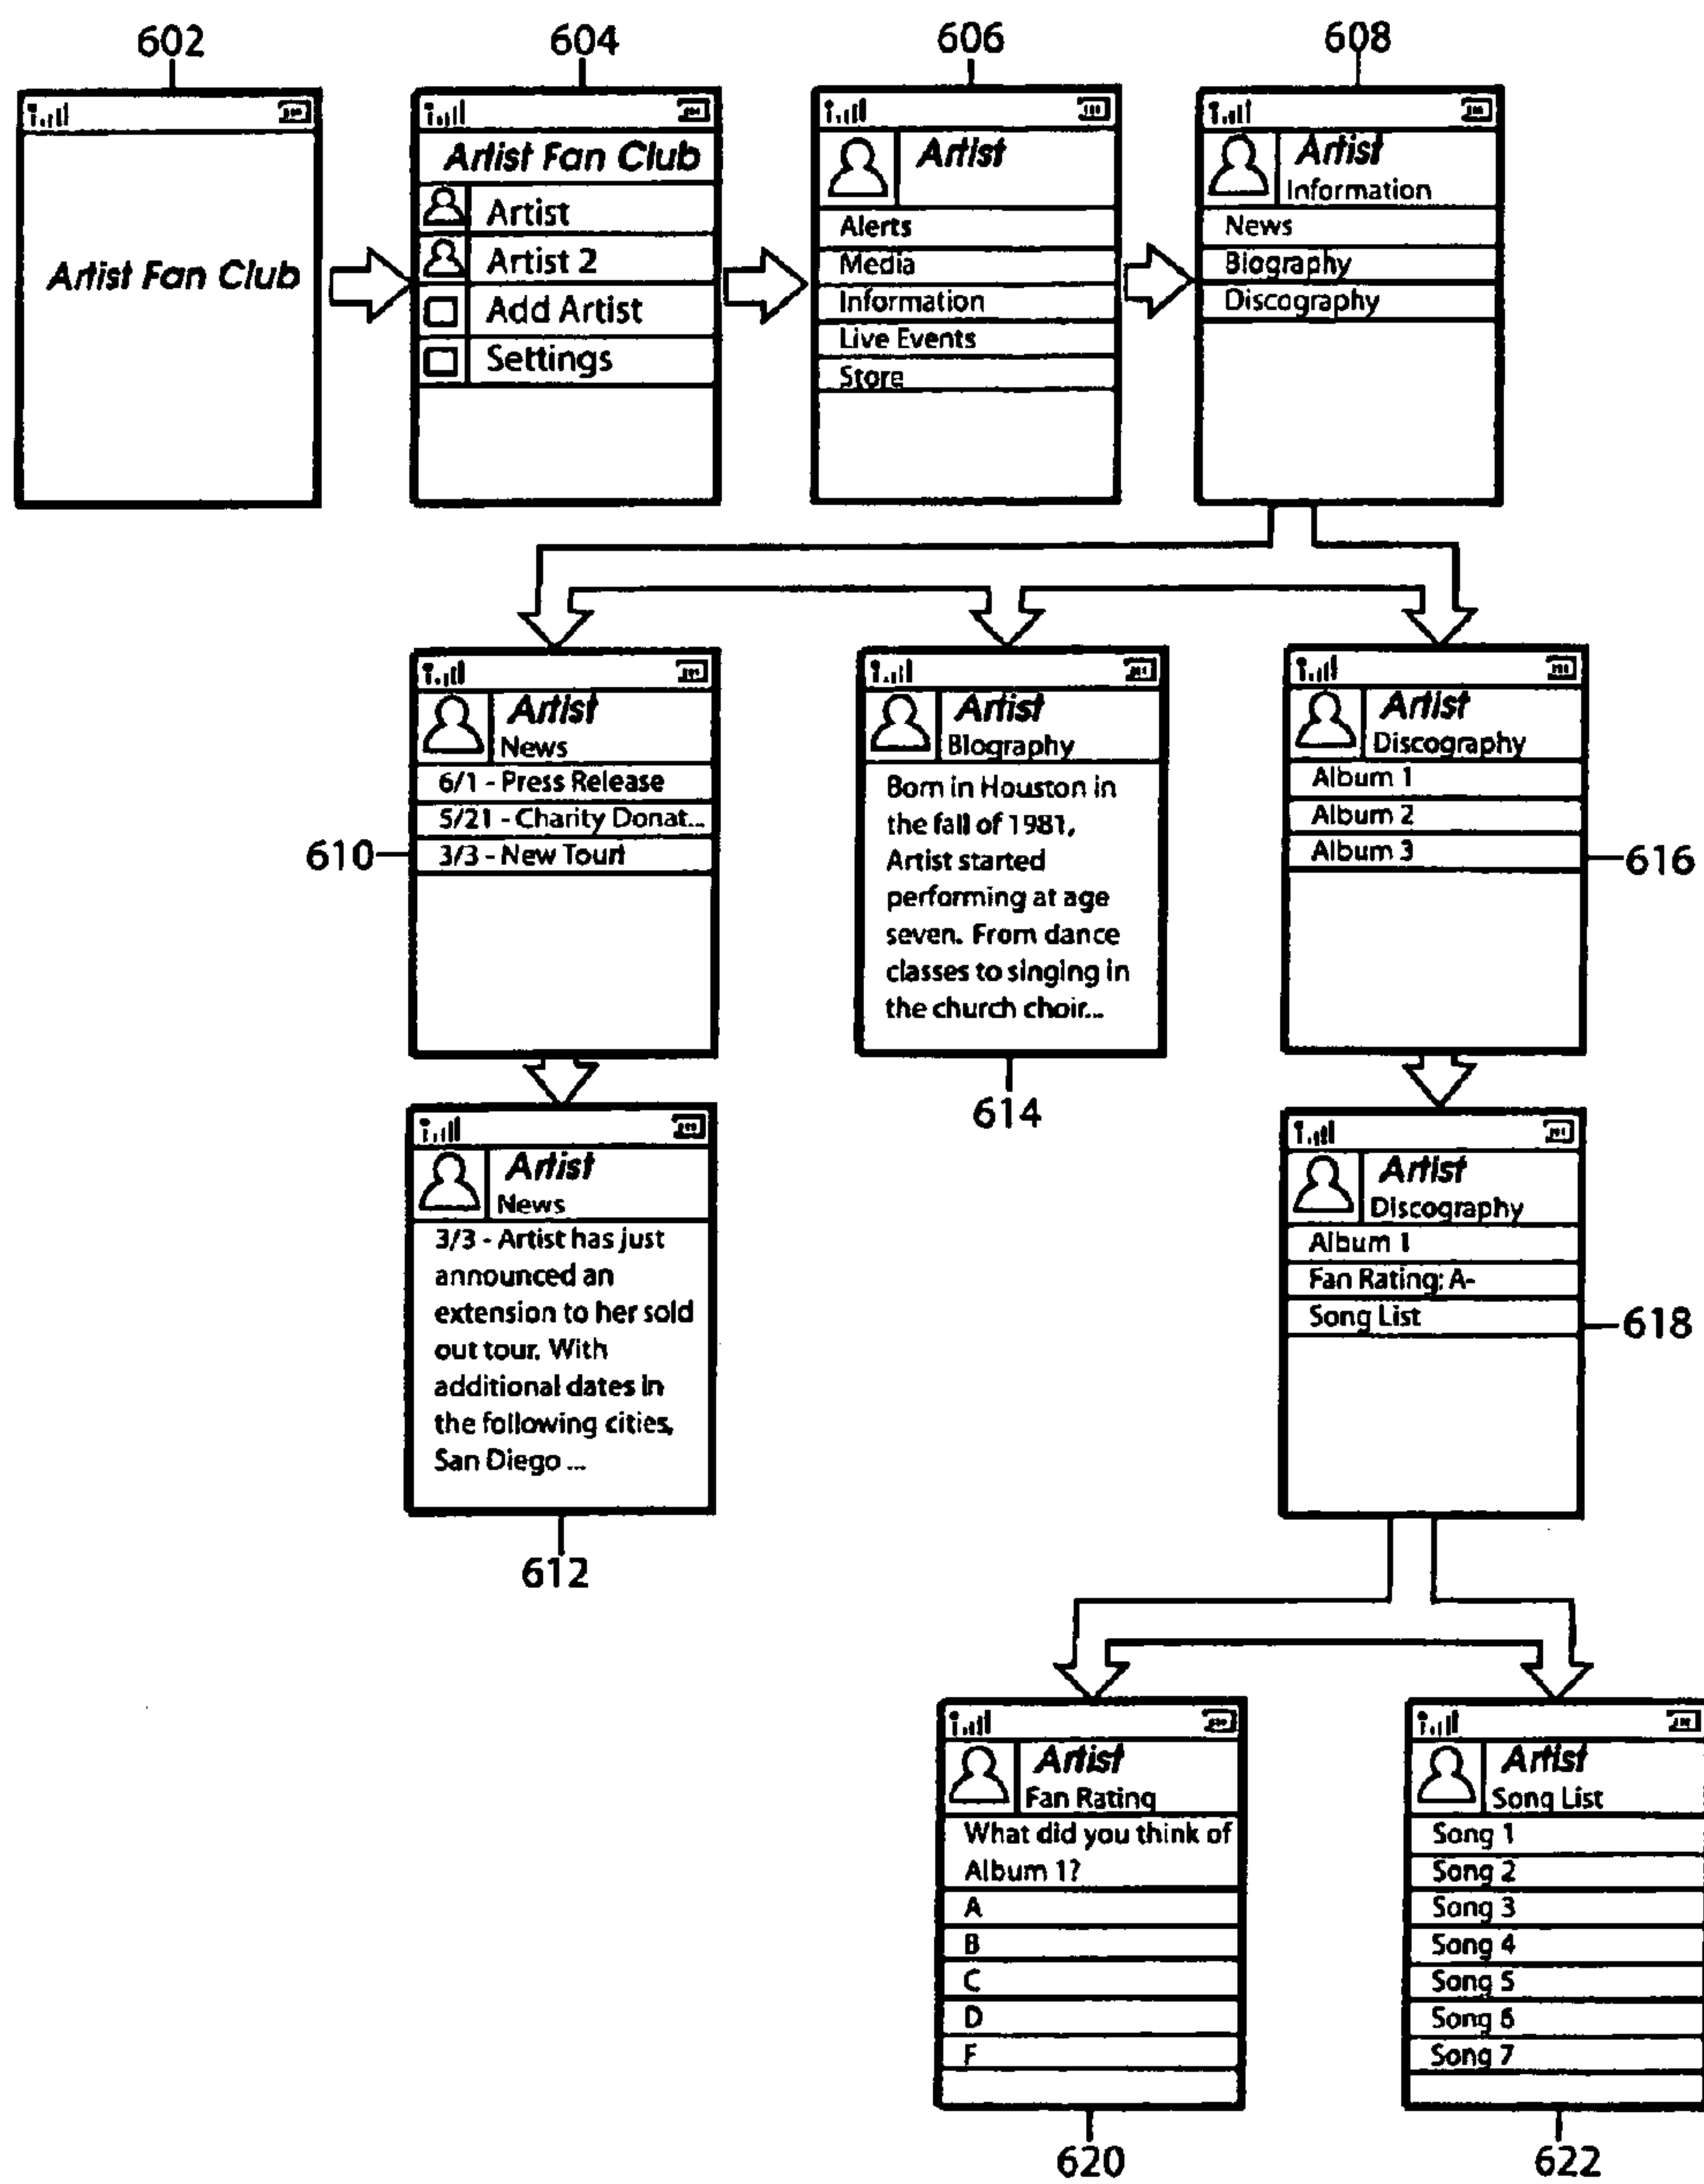 602
604
606
608
Artist Fan Club
Artist Fan Club
Artist
Artist 2
Add Artist
Settings
Artist
Alerts
Media
Information
Live Events
Store
Artist
Information
News
Biography
Discography
Artist
News
6/1 - Press Release
5/21 - Charity Donat...
3/3 - New Tour!
610
Artist
Biography
Born in Houston in
the fall of 1981,
Artist started
performing at age
seven. From dance
classes to singing in
the church choir...
614
Artist
Discography
Album 1
Album 2
Album 3
616
Artist
News
3/3 - Artist has just
announced an
extension to her sold
out tour. With
additional dates in
the following cities,
San Diego ...
612
Artist
Discography
Album 1
Fan Rating: A-
Song List
618
Artist
Fan Rating
What did you think of
Album 1?
A
B
C
D
F
620
Artist
Song List
Song 1
Song 2
Song 3
Song 4
Song 5
Song 6
Song 7
622